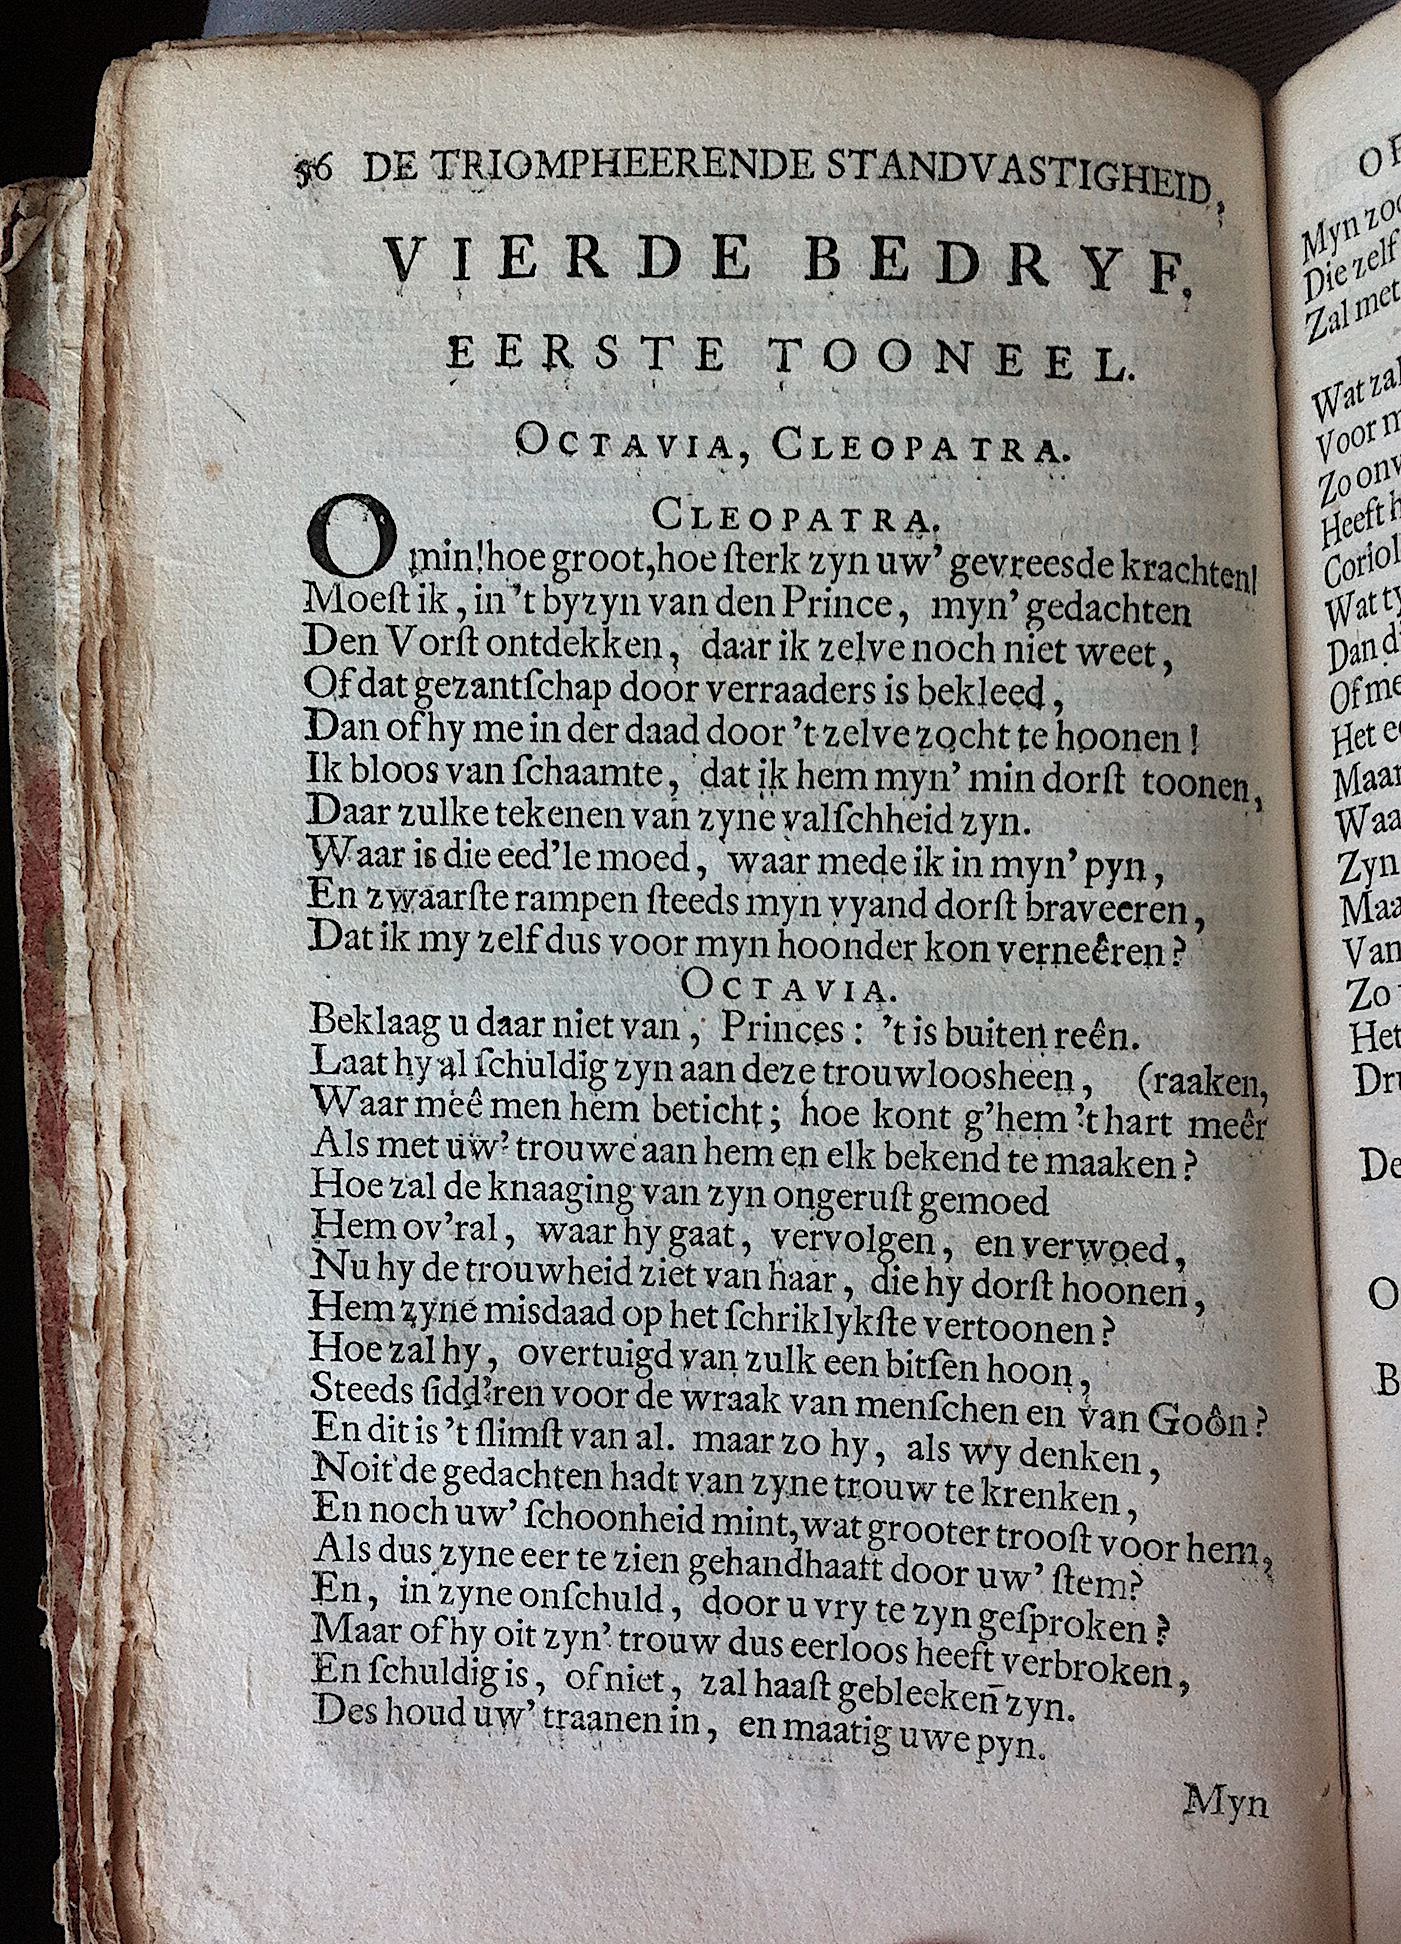 56 DE TRIOMPHEERENDE STANDVASTIGHEID,
VIERDE BEDRYF.
EERSTE TOONEEL.
OCTAVIA, CLEOPATRA.
CLEOPATRA.
O min! hoe groot, hoe ſterk zyn uw' gevreesde krachten!
Moeſt ik, in 't byzyn van den Prince, myn' gedachten
Den Vorſt ontdekken, daar ik zelve noch niet weet,
Of dat gezantſchap door verraaders is bekleed,
Dan of hy me in der daad door 't zelve zocht te hoonen!
Ik bloos van ſchaamte, dat ik hem myn' min dorſt toonen,
Daar zulke tekenen van zyne valſchheid zyn.
Waar is die eed'le moed, waar mede ik in myn' pyn,
En zwaarſte rampen ſteeds myn vyand dorſt braveeren,
Dat ik my zelf dus voor myn hoonder kon verneêren?
OCTAVIA.
Beklaag u daar niet van, Princes: 't is buiten reên.
Laat hy al ſchuldig zyn aan deze trouwloosheen, (raaken,
Waar meê men hem beticht; hoe kont g'hem 't hart meêr
Als met uw' trouwe aan hem en elk bekend te maaken?
Hoe zal de knaaging van zyn ongeruſt gemoed
Hem ov'ral, waar hy gaat, vervolgen, en verwoed,
Nu hy de trouwheid ziet van haar, die hy dorſt hoonen,
Hem zyne misdaad op het ſchriklykſte vertoonen?
Hoe zal hy, overtuigd van zulk een bitſen hoon,
Steeds ſidd'ren voor de wraak van menſchen en van Goôn?
En dit is 't ſlimſt van al. maar zo hy, als wy denken,
Noit de gedachten hadt van zyne trouw te krenken,
En noch uw' ſchoonheid mint, wat grooter trooſt voor hem,
Als dus zyne eer te zien gehandhaaft door uw' ſtem?
En, in zyne onſchuld, door u vry te zyn geſproken?
Maar of hy oit zyn' trouw dus eerloos heeft verbroken,
En ſchuldig is, of niet, zal haaſt gebleeken zyn.
Des houd uw' traanen in, en maatig uwe pyn.
Myn